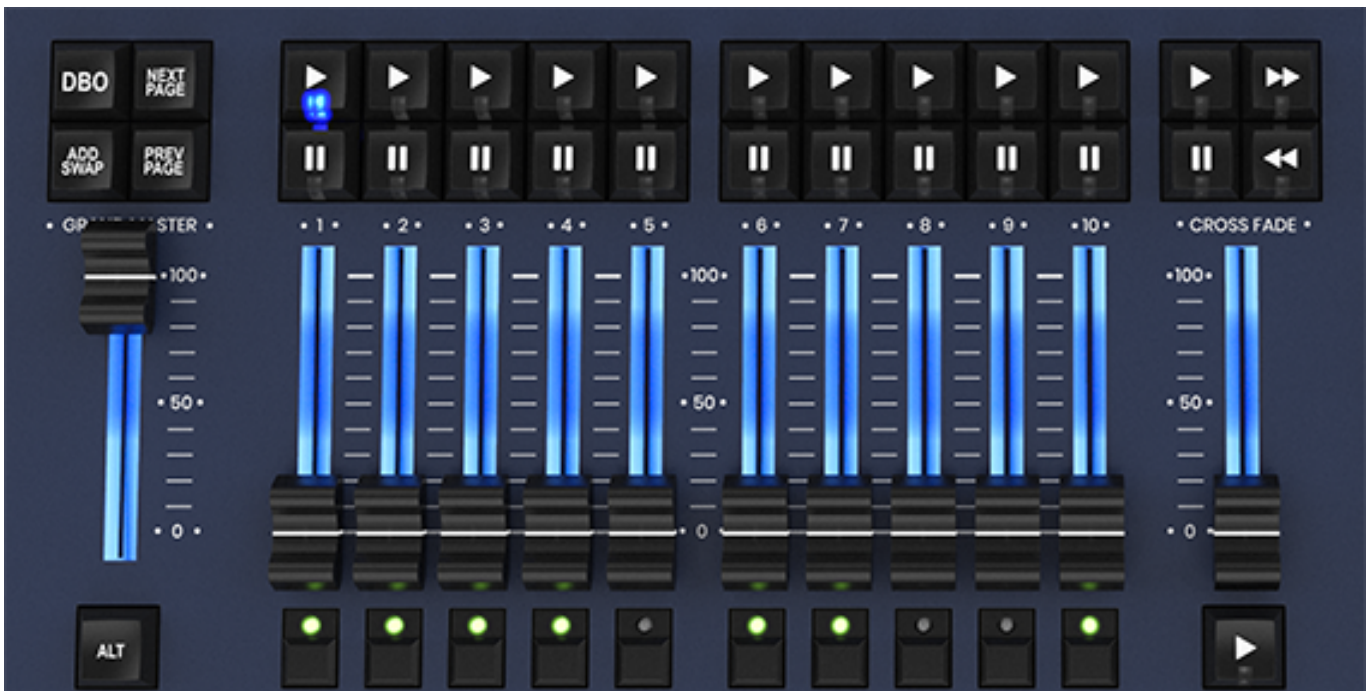 DBO
NEXT PAGE
ADD SWAP
PREV PAGE
• 1 •
• 2 •
• 3 •
• 4 •
• 5 •
• 6 •
• 7 •
• 8 •
• 9 •
• 10 •
• CROSS FADE •
• 100 •
• 100 •
• 100 •
• 50 •
• 50 •
• 50 •
• 0 •
• 0 •
• 0 •
ALT